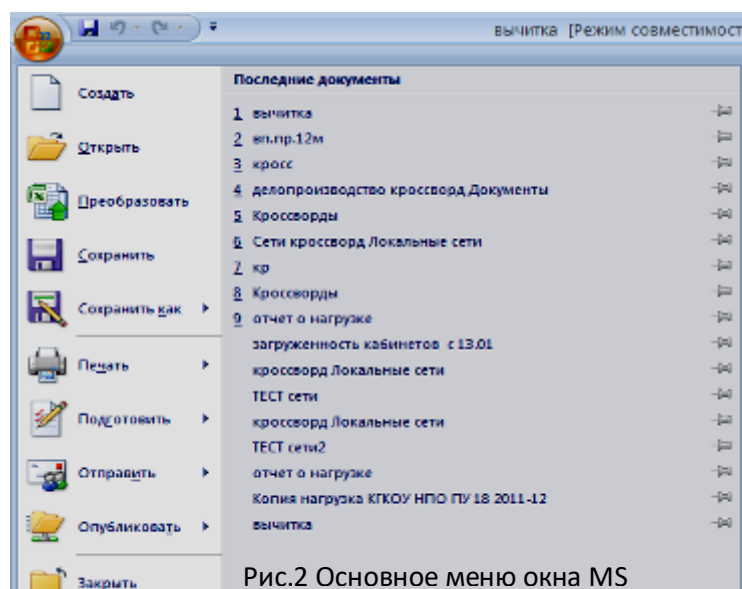 вычитка [Режим совместимост
Создать
Открыть
Преобразовать
Сохранить
Сохранить как
Печать
Подготовить
Отправить
Опубликовать
Закрыть
Последние документы
1 вычитка
2 вп.пр.12м
3 кросс
4 делопроизводство кроссворд Документы
5 Кроссворды
6 Сети кроссворд Локальные сети
7 кр
8 Кроссворды
9 отчет о нагрузке
загруженность кабинетов с 13.01
кроссворд Локальные сети
ТЕСТ сети
кроссворд Локальные сети
ТЕСТ сети2
отчет о нагрузке
Копия нагрузка КГКОУ НПО ПУ 18 2011-12
вычитка
Рис.2 Основное меню окна MS